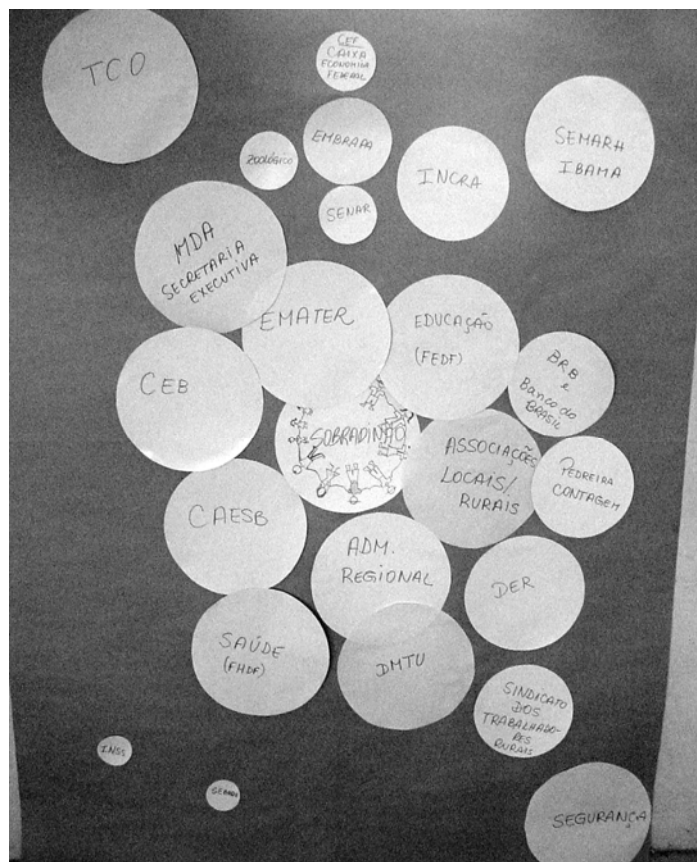 TCO
CEF
CAIXA
ECONOMICA
FEDERAL
EMBRAPA
ZOOLÓGICO
SENAR
INCRA
SEMARH
IBAMA
MDA
SECRETARIA
EXECUTIVA
EMATER
EDUCAÇÃO
(FEDF)
BRB
e
Banco do
BRASIL
CEB
SOBRADINHO
ASSOCIAÇÕES
LOCAIS/
RURAIS
PEDREIRA
CONTAGEM
CAESB
ADM.
REGIONAL
DER
SAÚDE
(FHDF)
DMTU
SINDICATO
DOS
TRABALHADO-
RES
RURAIS
INSS
SEGURANÇA